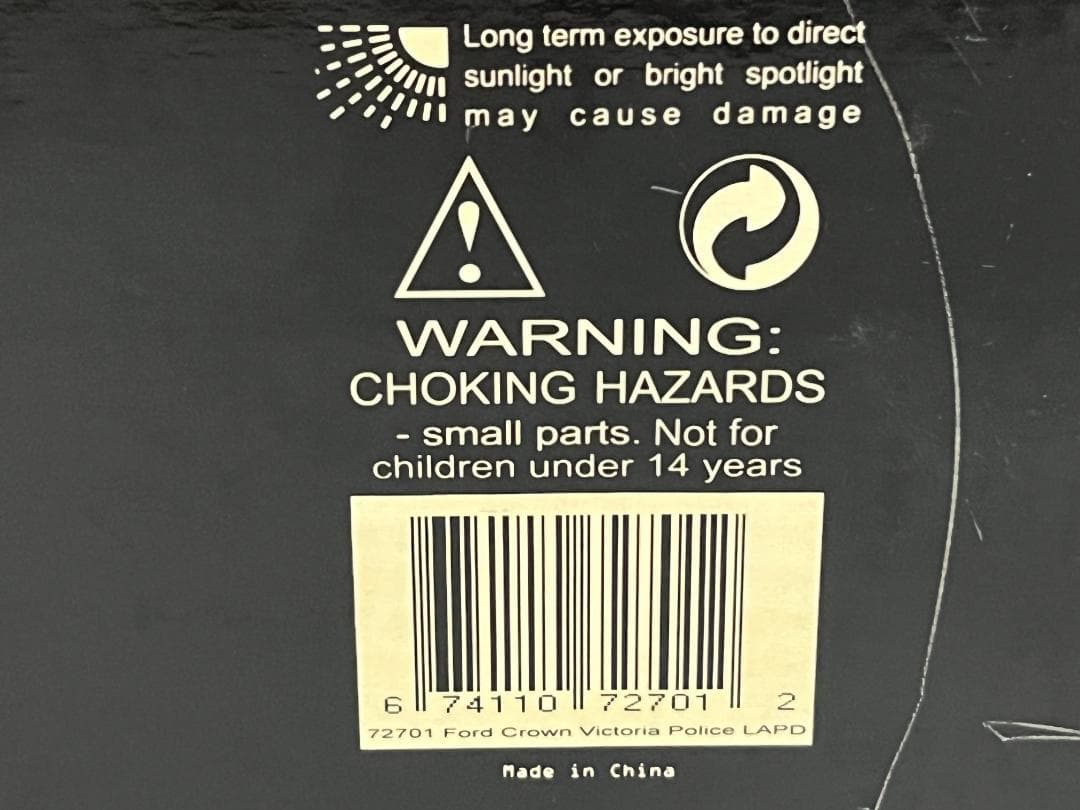 Long term exposure to direct
sunlight or bright spotlight
may cause damage
WARNING:
CHOKING HAZARDS
- small parts. Not for
children under 14 years
6 74110 72701 2
72701 Ford Crown Victoria Police LAPD
Made in China